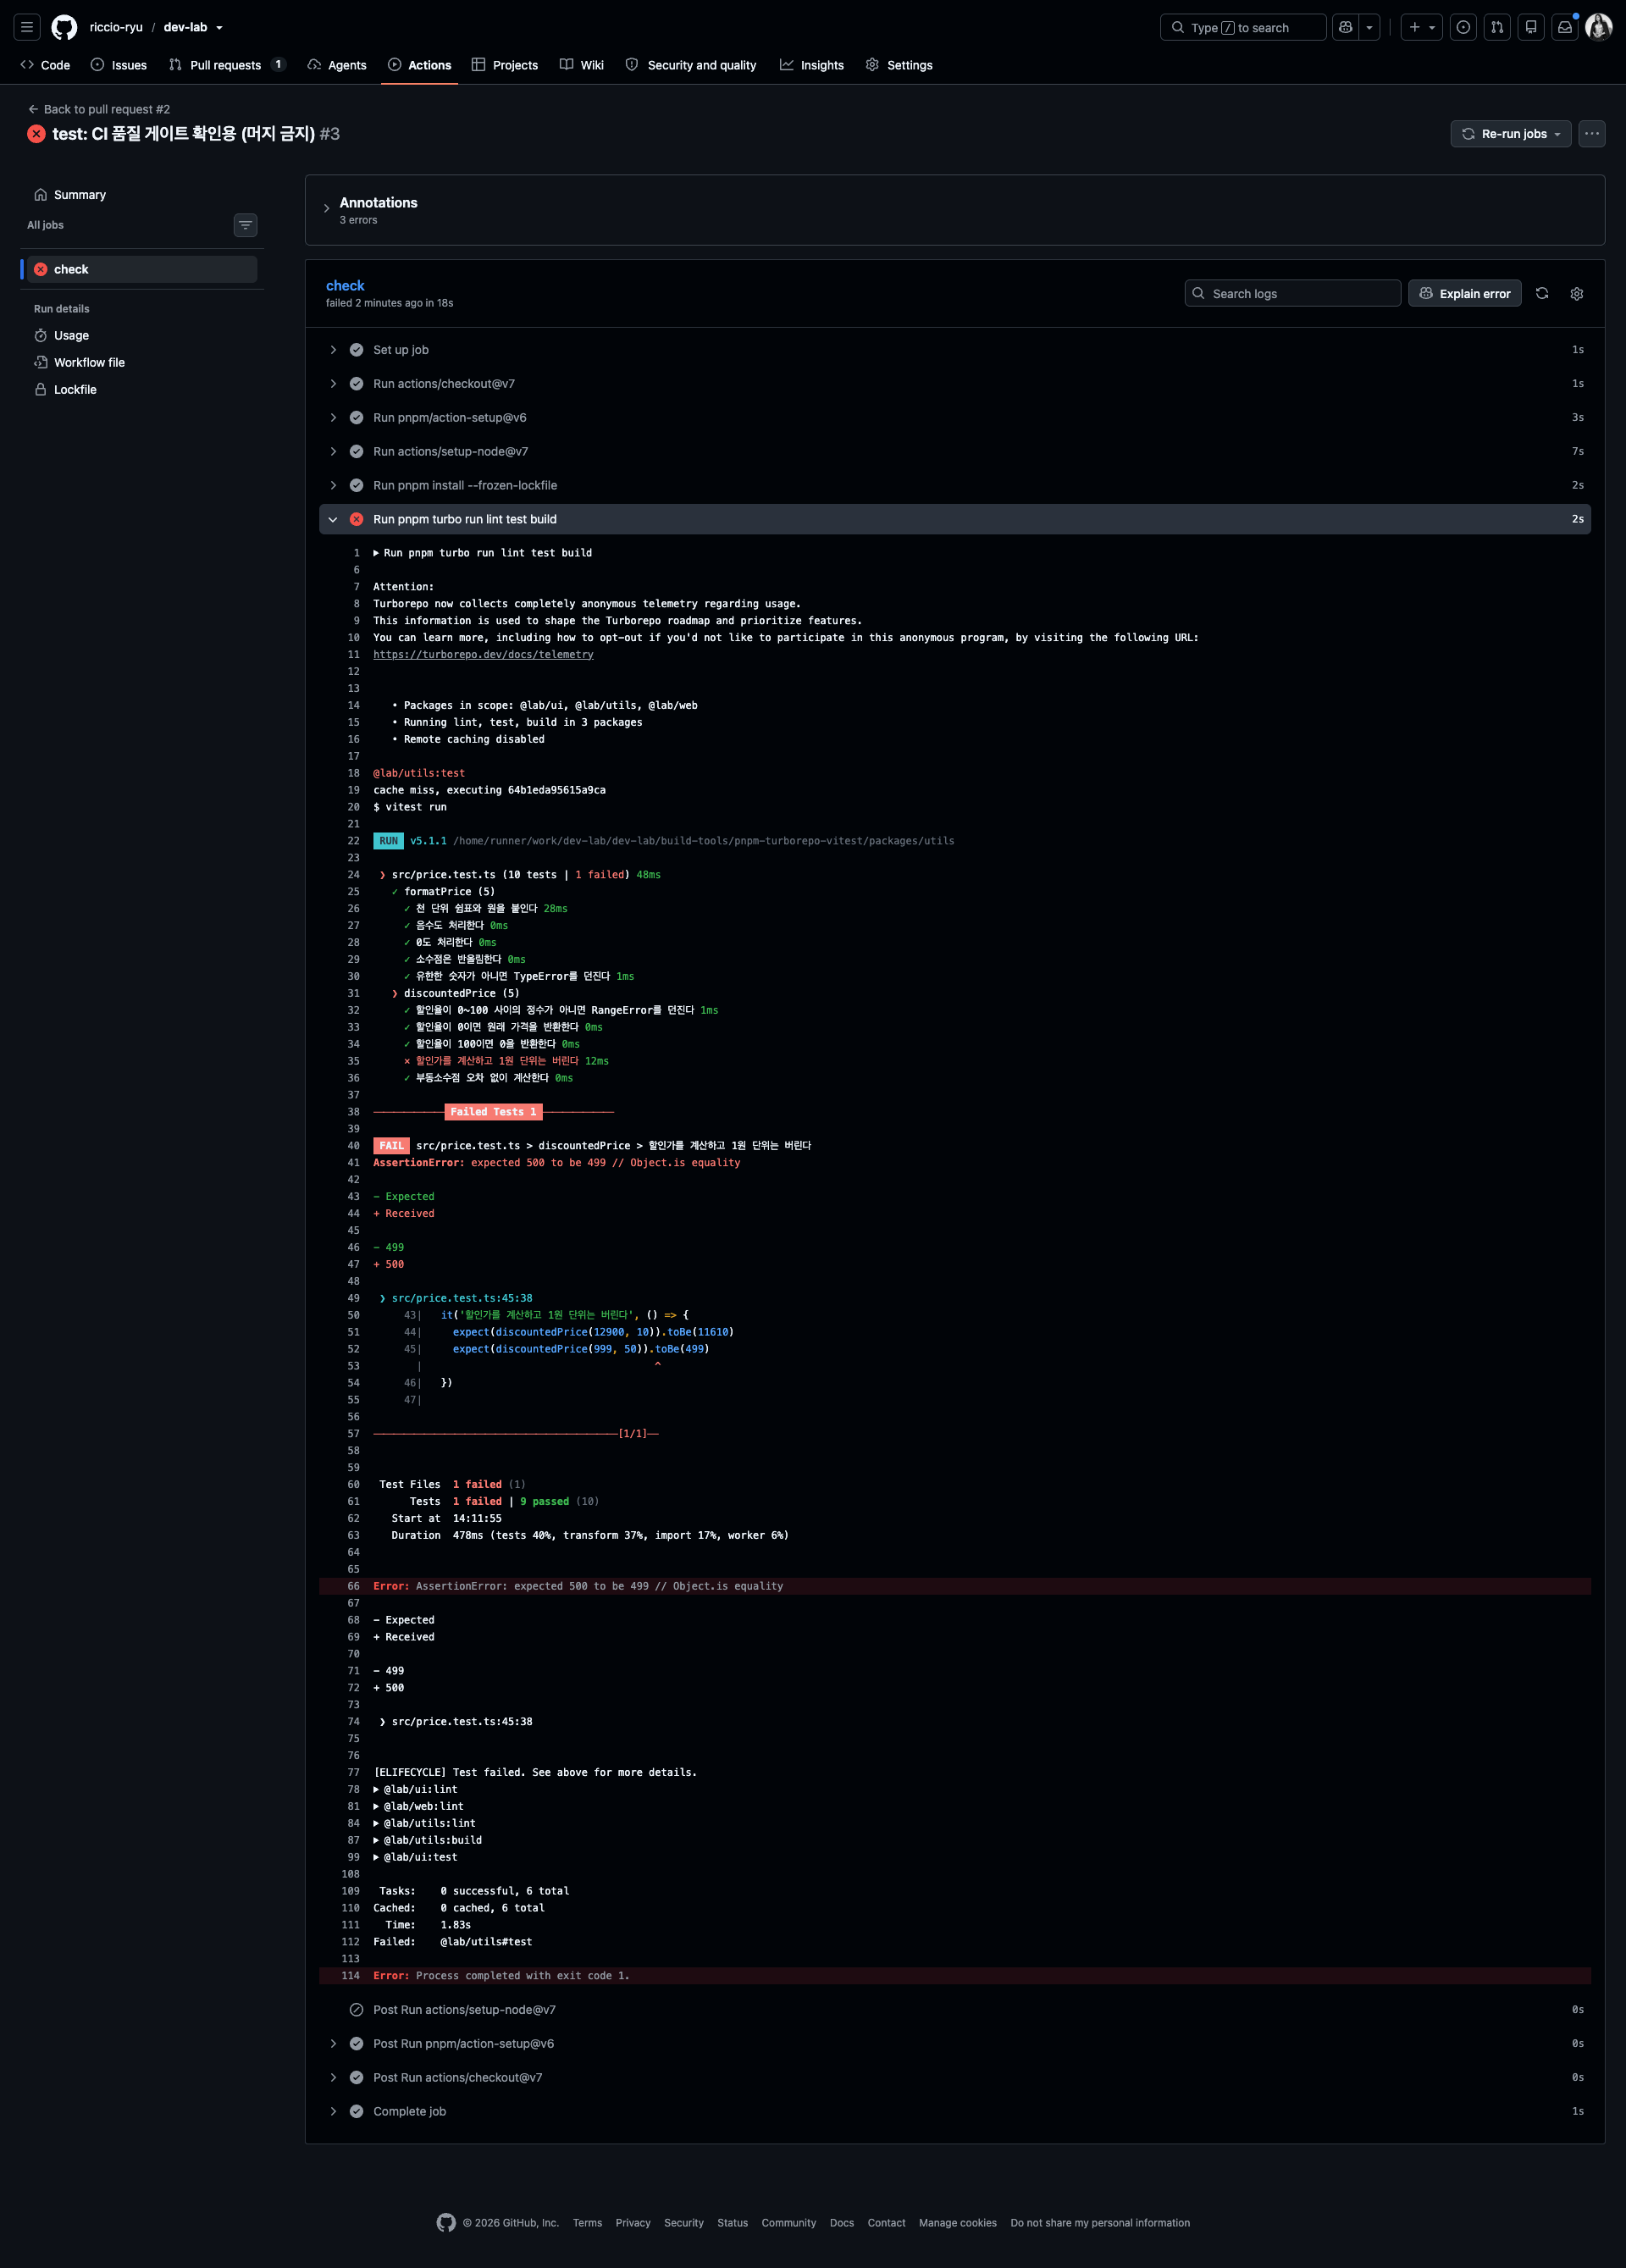 riccio-ryu / dev-lab
Type / to search
Code
Issues
Pull requests 1
Agents
Actions
Projects
Wiki
Security and quality
Insights
Settings
Back to pull request #2
test: CI 품질 게이트 확인용 (머지 금지) #3
Re-run jobs
Summary
All jobs
check
Run details
Usage
Workflow file
Lockfile
Annotations
3 errors
check
failed 2 minutes ago in 18s
Search logs
Explain error
Set up job 1s
Run actions/checkout@v7 1s
Run pnpm/action-setup@v6 3s
Run actions/setup-node@v7 7s
Run pnpm install --frozen-lockfile 2s
Run pnpm turbo run lint test build 2s
1 Run pnpm turbo run lint test build
6
7 Attention:
8 Turborepo now collects completely anonymous telemetry regarding usage.
9 This information is used to shape the Turborepo roadmap and prioritize features.
10 You can learn more, including how to opt-out if you'd not like to participate in this anonymous program, by visiting the following URL:
11 https://turborepo.dev/docs/telemetry
12
13
14 • Packages in scope: @lab/ui, @lab/utils, @lab/web
15 • Running lint, test, build in 3 packages
16 • Remote caching disabled
17
18 @lab/utils:test
19 cache miss, executing 64b1eda95615a9ca
20 $ vitest run
21
22 RUN v5.1.1 /home/runner/work/dev-lab/dev-lab/build-tools/pnpm-turborepo-vitest/packages/utils
23
24 ❯ src/price.test.ts (10 tests | 1 failed) 48ms
25 ✓ formatPrice (5)
26 ✓ 천 단위 쉼표와 원을 붙인다 28ms
27 ✓ 음수도 처리한다 0ms
28 ✓ 0도 처리한다 0ms
29 ✓ 소수점은 반올림한다 0ms
30 ✓ 유한한 숫자가 아니면 TypeError를 던진다 1ms
31 ❯ discountedPrice (5)
32 ✓ 할인율이 0~100 사이의 정수가 아니면 RangeError를 던진다 1ms
33 ✓ 할인율이 0이면 원래 가격을 반환한다 0ms
34 ✓ 할인율이 100이면 0을 반환한다 0ms
35 × 할인가를 계산하고 1원 단위는 버린다 12ms
36 ✓ 부동소수점 오차 없이 계산한다 0ms
37
38 Failed Tests 1
39
40 FAIL src/price.test.ts > discountedPrice > 할인가를 계산하고 1원 단위는 버린다
41 AssertionError: expected 500 to be 499 // Object.is equality
42
43 - Expected
44 + Received
45
46 - 499
47 + 500
48
49 ❯ src/price.test.ts:45:38
50 43| it('할인가를 계산하고 1원 단위는 버린다', () => {
51 44| expect(discountedPrice(12900, 10)).toBe(11610)
52 45| expect(discountedPrice(999, 50)).toBe(499)
53 | ^
54 46| })
55 47|
56
57 [1/1]
58
59
60 Test Files 1 failed (1)
61 Tests 1 failed | 9 passed (10)
62 Start at 14:11:55
63 Duration 478ms (tests 40%, transform 37%, import 17%, worker 6%)
64
65
66 Error: AssertionError: expected 500 to be 499 // Object.is equality
67
68 - Expected
69 + Received
70
71 - 499
72 + 500
73
74 ❯ src/price.test.ts:45:38
75
76
77 [ELIFECYCLE] Test failed. See above for more details.
78 @lab/ui:lint
81 @lab/web:lint
84 @lab/utils:lint
87 @lab/utils:build
99 @lab/ui:test
108
109 Tasks: 0 successful, 6 total
110 Cached: 0 cached, 6 total
111 Time: 1.83s
112 Failed: @lab/utils#test
113
114 Error: Process completed with exit code 1.
Post Run actions/setup-node@v7 0s
Post Run pnpm/action-setup@v6 0s
Post Run actions/checkout@v7 0s
Complete job 1s
© 2026 GitHub, Inc. Terms Privacy Security Status Community Docs Contact Manage cookies Do not share my personal information